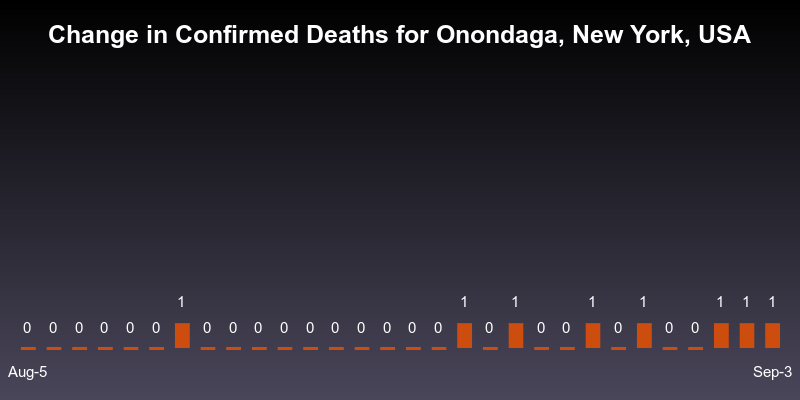 Change in Confirmed Deaths for Onondaga, New York, USA
1 1 1 1 1 1 1 1
0 0 0 0 0 0 0 0 0 0 0 0 0 0 0 0 0 0 0 0 0 0
Aug-5 Sep-3